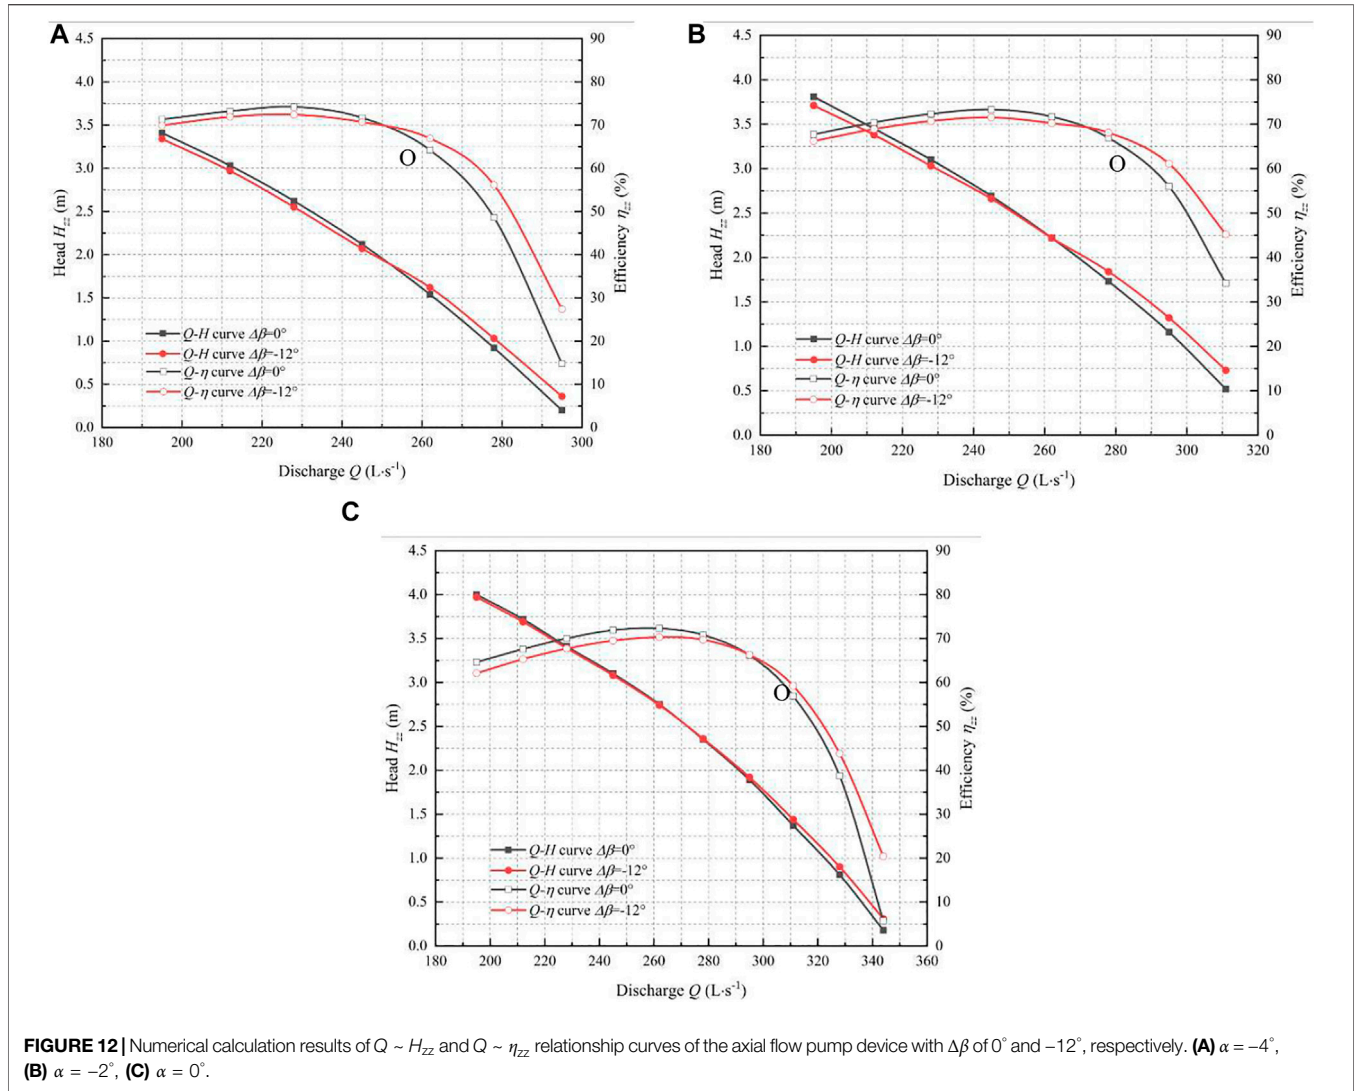 A
4.5
4.0
3.5
3.0
2.5
2.0
1.5
1.0
0.5
0.0
Head H_zz (m)
90
80
70
60
50
40
30
20
10
0
Efficiency η_zz (%)
O
Q-H curve Δβ=0°
Q-H curve Δβ=-12°
Q-η curve Δβ=0°
Q-η curve Δβ=-12°
180 200 220 240 260 280 300
Discharge Q (L·s⁻¹)
B
4.5
4.0
3.5
3.0
2.5
2.0
1.5
1.0
0.5
0.0
Head H_zz (m)
90
80
70
60
50
40
30
20
10
0
Efficiency η_zz (%)
O
Q-H curve Δβ=0°
Q-H curve Δβ=-12°
Q-η curve Δβ=0°
Q-η curve Δβ=-12°
180 200 220 240 260 280 300 320
Discharge Q (L·s⁻¹)
C
4.5
4.0
3.5
3.0
2.5
2.0
1.5
1.0
0.5
0.0
Head H_zz (m)
90
80
70
60
50
40
30
20
10
0
Efficiency η_zz (%)
O
Q-H curve Δβ=0°
Q-H curve Δβ=-12°
Q-η curve Δβ=0°
Q-η curve Δβ=-12°
180 200 220 240 260 280 300 320 340 360
Discharge Q (L·s⁻¹)
FIGURE 12 | Numerical calculation results of Q ~ H_zz and Q ~ η_zz relationship curves of the axial flow pump device with Δβ of 0° and −12°, respectively. (A) α = −4°,
(B) α = −2°, (C) α = 0°.